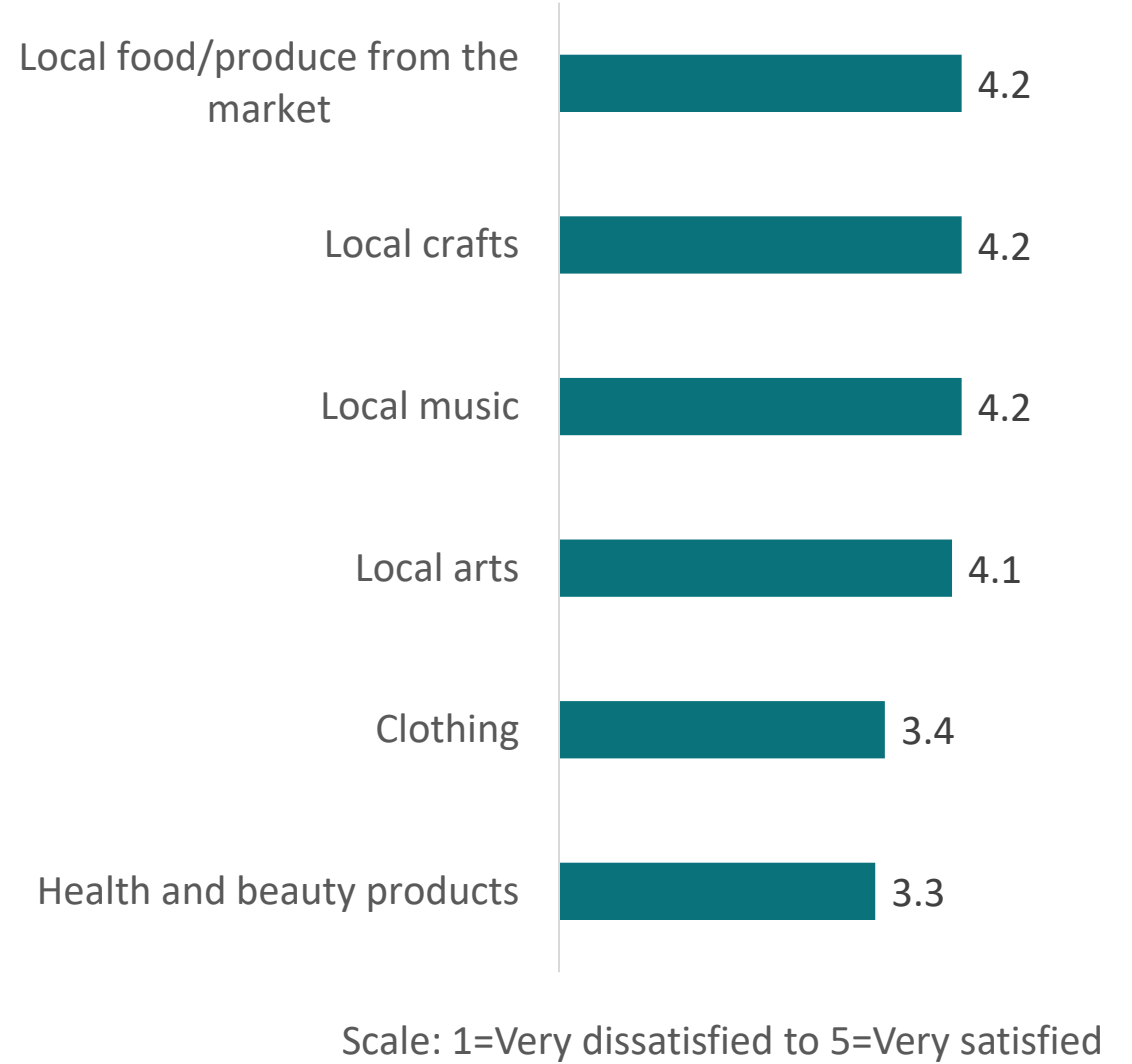 Local food/produce from the
market
4.2
Local crafts
4.2
Local music
4.2
Local arts
4.1
Clothing
3.4
Health and beauty products
3.3
Scale: 1=Very dissatisfied to 5=Very satisfied